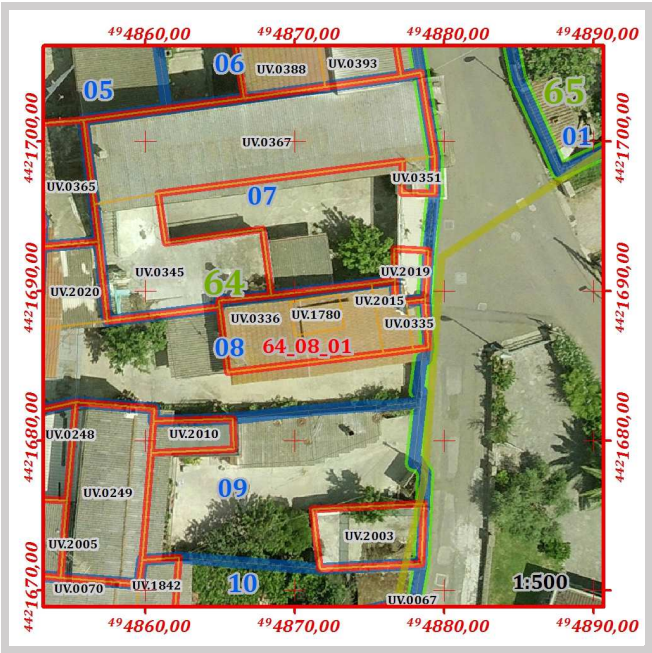 ⁴⁹4860,00 ⁴⁹4870,00 ⁴⁹4880,00 ⁴⁹4890,00
06 UV.0393
UV.0388
05 65
⁴⁴²1700,00 01 ⁴⁴²1700,00
UV.0367
UV.0365 UV.0351
07
UV.0345 UV.2019
64
UV.2020 UV.2015
⁴⁴²1690,00 UV.0336 UV.1780 UV.0335 ⁴⁴²1690,00
08 64_08_01
UV.0248 UV.2010
⁴⁴²1680,00 ⁴⁴²1680,00
UV.0249 09
UV.2005 UV.2003
UV.0070 UV.1842 10 1:500
⁴⁴²1670,00 UV.0067 ⁴⁴²1670,00
⁴⁹4860,00 ⁴⁹4870,00 ⁴⁹4880,00 ⁴⁹4890,00